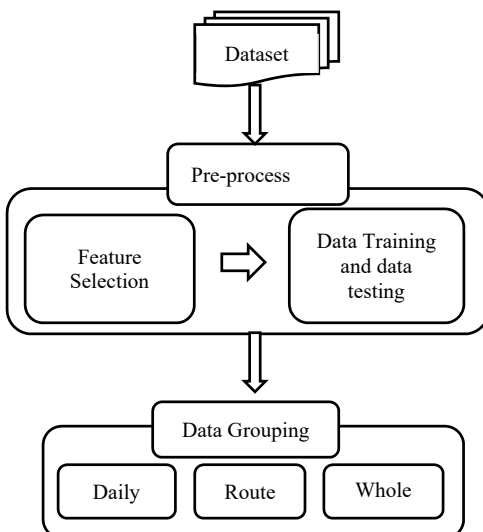 Dataset
Pre-process
Feature
Selection
Data Training
and data
testing
Data Grouping
Daily
Route
Whole